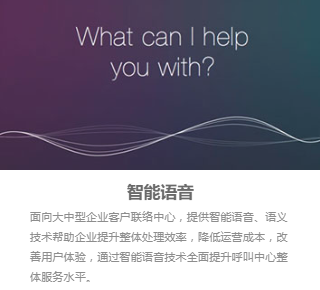 What can I help
you with?
智能语音
面向大中型企业客户联络中心，提供智能语音、语义
技术帮助企业提升整体处理效率，降低运营成本，改
善用户体验，通过智能语音技术全面提升呼叫中心整
体服务水平。